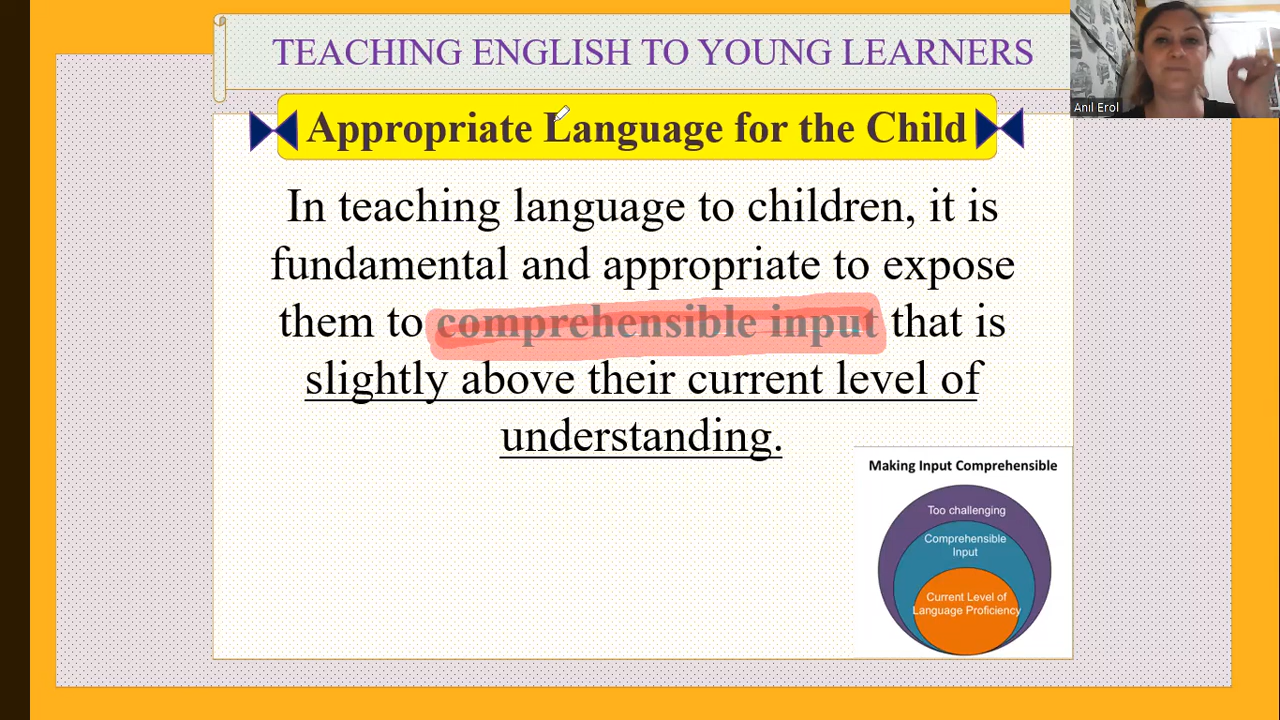 TEACHING ENGLISH TO YOUNG LEARNERS
Anıl Erol
Appropriate Language for the Child
In teaching language to children, it is
fundamental and appropriate to expose
them to comprehensible input that is
slightly above their current level of
understanding.
Making Input Comprehensible
Too challenging
Comprehensible
Input
Current Level of
Language Proficiency